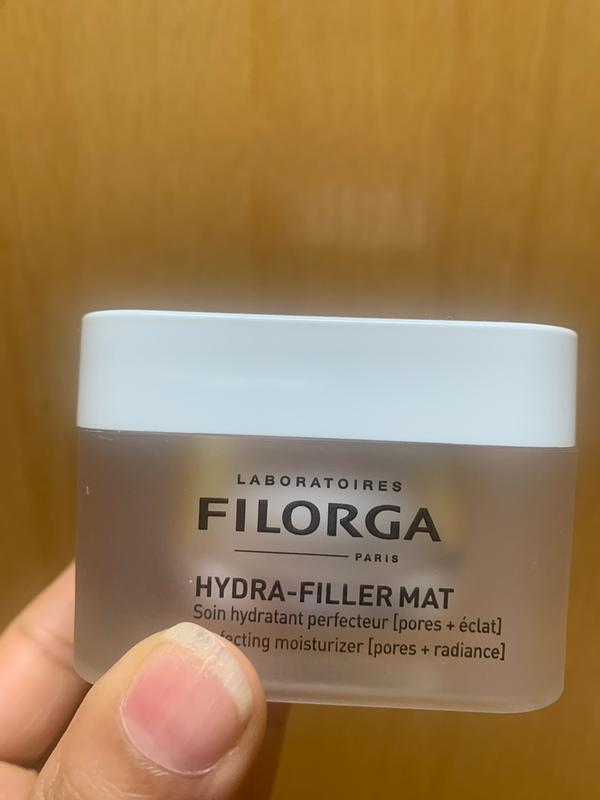 LABORATOIRES
FILORGA
PARIS
HYDRA-FILLER MAT
Soin hydratant perfecteur [pores + éclat]
moisturizer [pores + radiance]